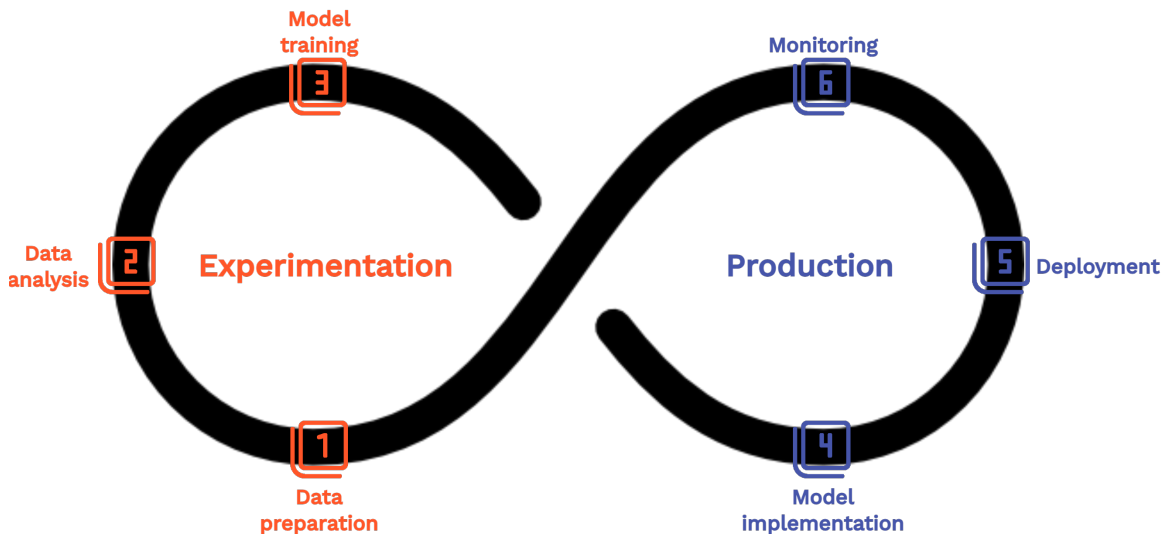 Model
training
3
Monitoring
6
Data
analysis
2
Experimentation
Production
5
Deployment
1
Data
preparation
4
Model
implementation